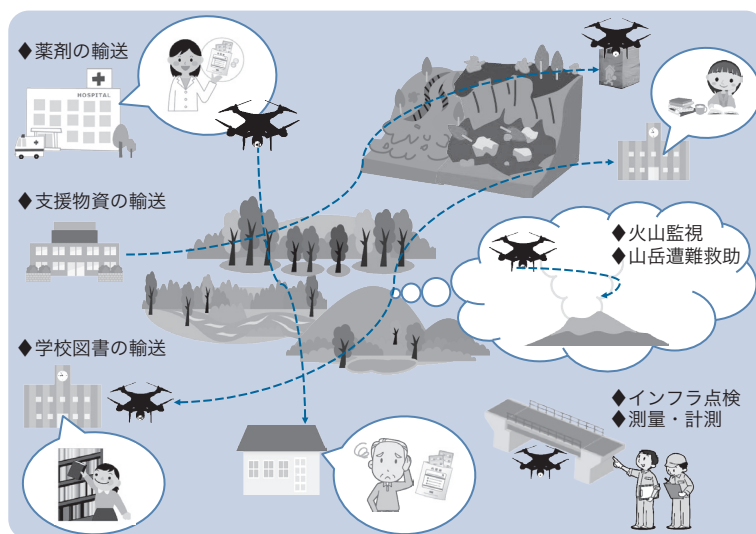 ◆薬剤の輸送
HOSPITAL
◆支援物資の輸送
◆火山監視
◆山岳遭難救助
◆学校図書の輸送
◆インフラ点検
◆測量・計測